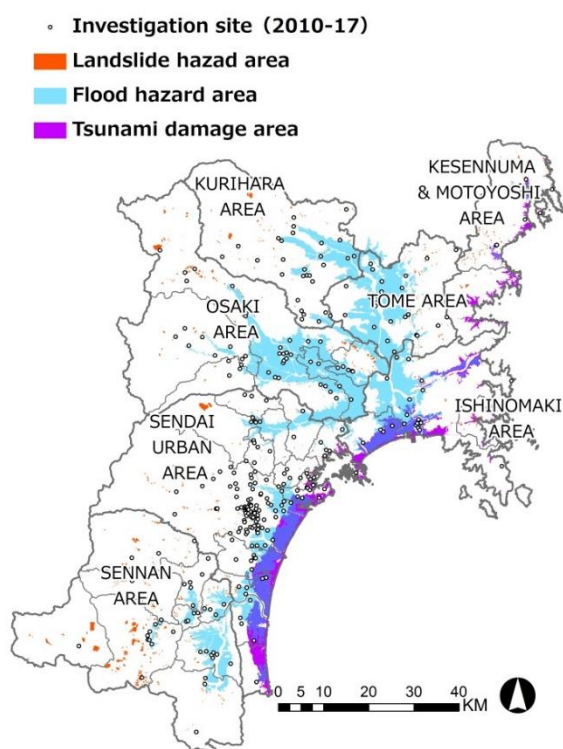 Investigation site (2010-17)
Landslide hazad area
Flood hazard area
Tsunami damage area
KESENNUMA
& MOTOYOSHI
AREA
KURIHARA
AREA
OSAKI
AREA
TOME AREA
ISHINOMAKI
AREA
SENDAI
URBAN
AREA
SENNAN
AREA
0 5 10 20 30 40
KM